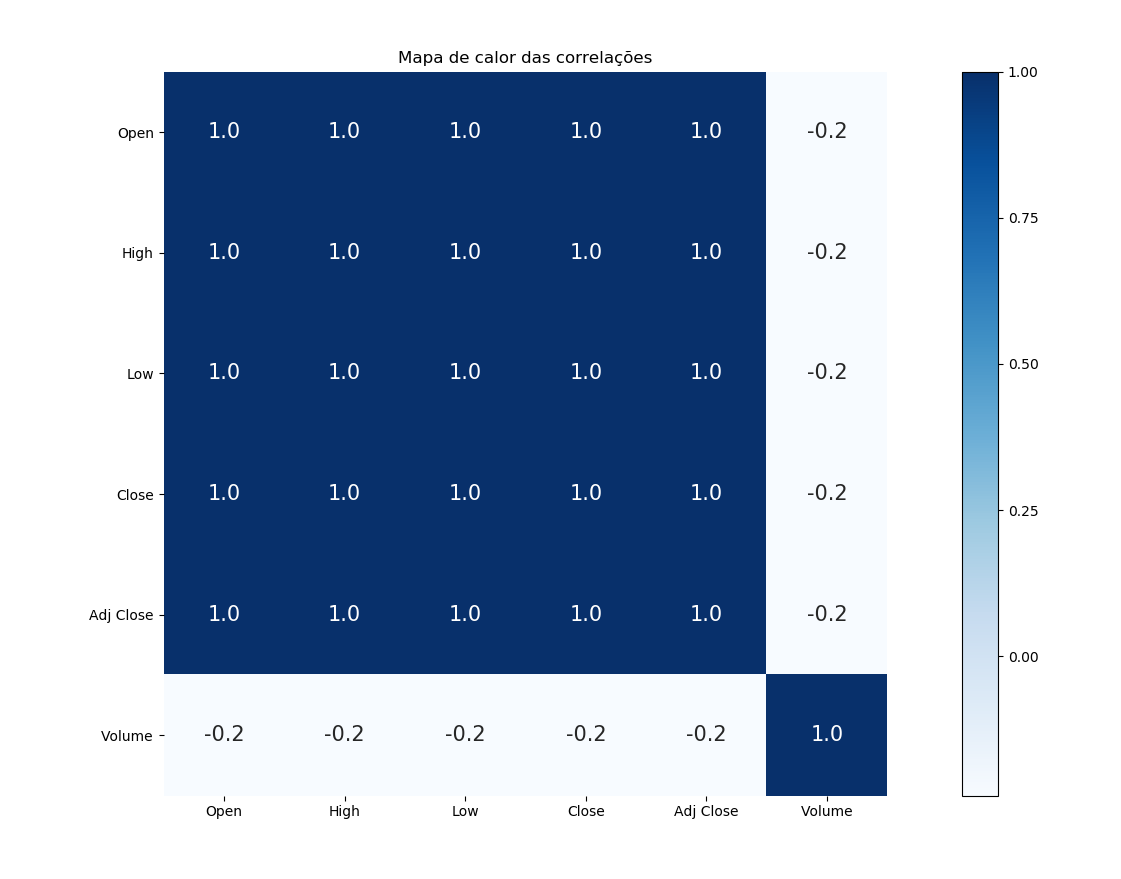 Mapa de calor das correlações
Open 1.0 1.0 1.0 1.0 1.0 -0.2
High 1.0 1.0 1.0 1.0 1.0 -0.2
Low 1.0 1.0 1.0 1.0 1.0 -0.2
Close 1.0 1.0 1.0 1.0 1.0 -0.2
Adj Close 1.0 1.0 1.0 1.0 1.0 -0.2
Volume -0.2 -0.2 -0.2 -0.2 -0.2 1.0
Open High Low Close Adj Close Volume
1.00
0.75
0.50
0.25
0.00